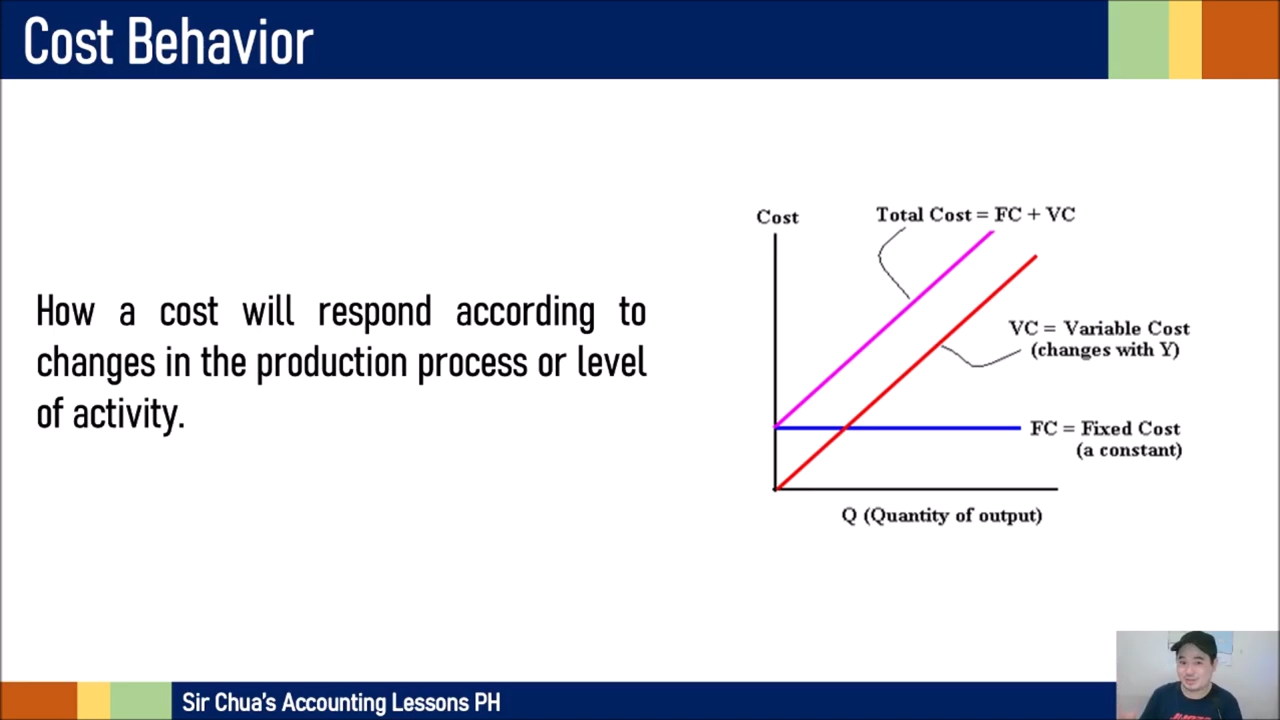 Cost Behavior
How a cost will respond according to
changes in the production process or level
of activity.
Cost
Total Cost = FC + VC
VC = Variable Cost
(changes with Y)
FC = Fixed Cost
(a constant)
Q (Quantity of output)
Sir Chua's Accounting Lessons PH